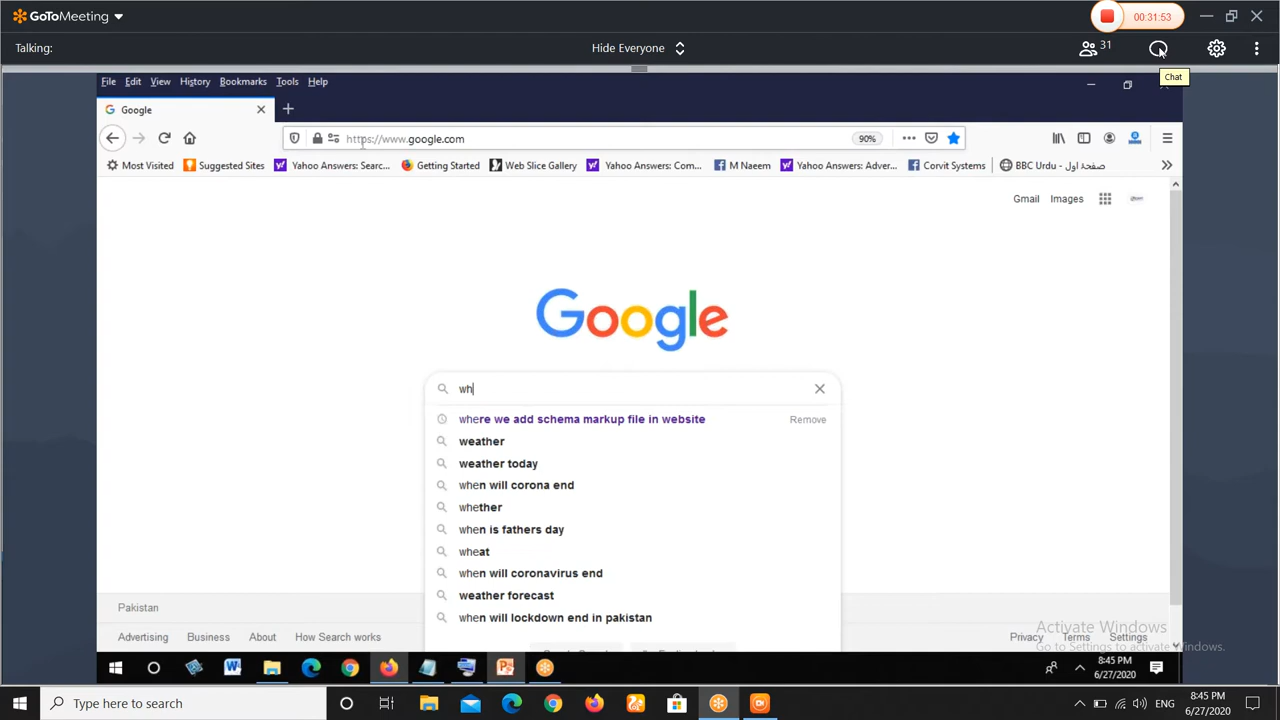 GoToMeeting
00:31:53
Talking:
Hide Everyone
31
Chat
File Edit View History Bookmarks Tools Help
Google
https://www.google.com
90%
Most Visited Suggested Sites Yahoo Answers: Searc... Getting Started Web Slice Gallery Yahoo Answers: Com... M Naeem Yahoo Answers: Adver... Corvit Systems BBC Urdu - صفحۂ اول
Gmail Images
Google
wh
where we add schema markup file in website Remove
weather
weather today
when will corona end
whether
when is fathers day
wheat
when will coronavirus end
weather forecast
when will lockdown end in pakistan
Pakistan
Advertising Business About How Search works Privacy Terms Settings
Activate Windows
Go to Settings to activate Windows.
8:45 PM
6/27/2020
Type here to search
ENG
8:45 PM
6/27/2020